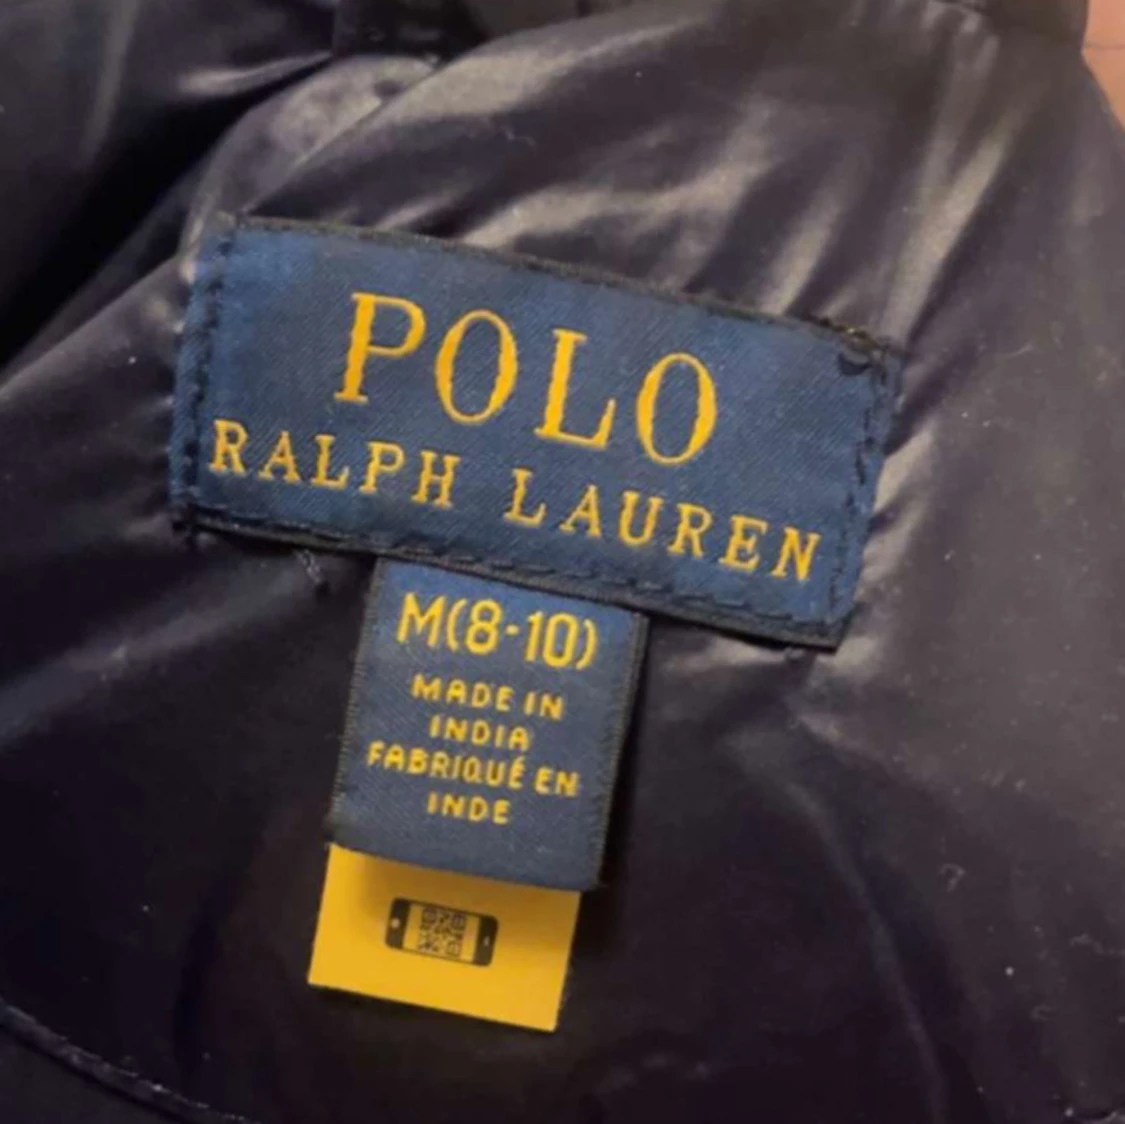 POLO
RALPH LAUREN
M(8-10)
MADE IN
INDIA
FABRIQUÉ EN
INDE